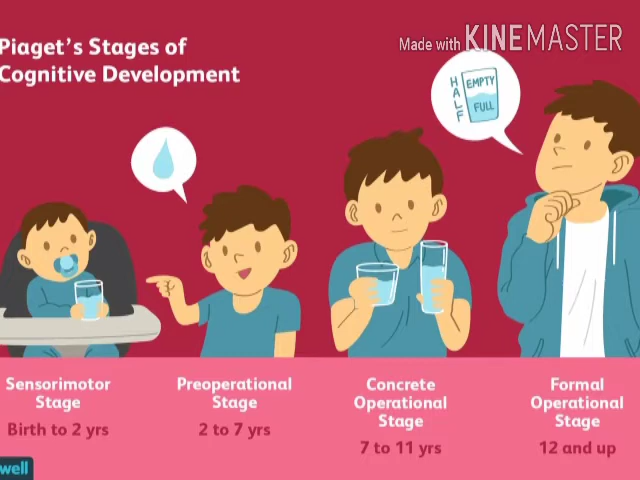 Piaget's Stages of
Cognitive Development
Made with KINEMASTER
HALF
EMPTY
FULL
Sensorimotor
Stage
Birth to 2 yrs
Preoperational
Stage
2 to 7 yrs
Concrete
Operational
Stage
7 to 11 yrs
Formal
Operational
Stage
12 and up
well